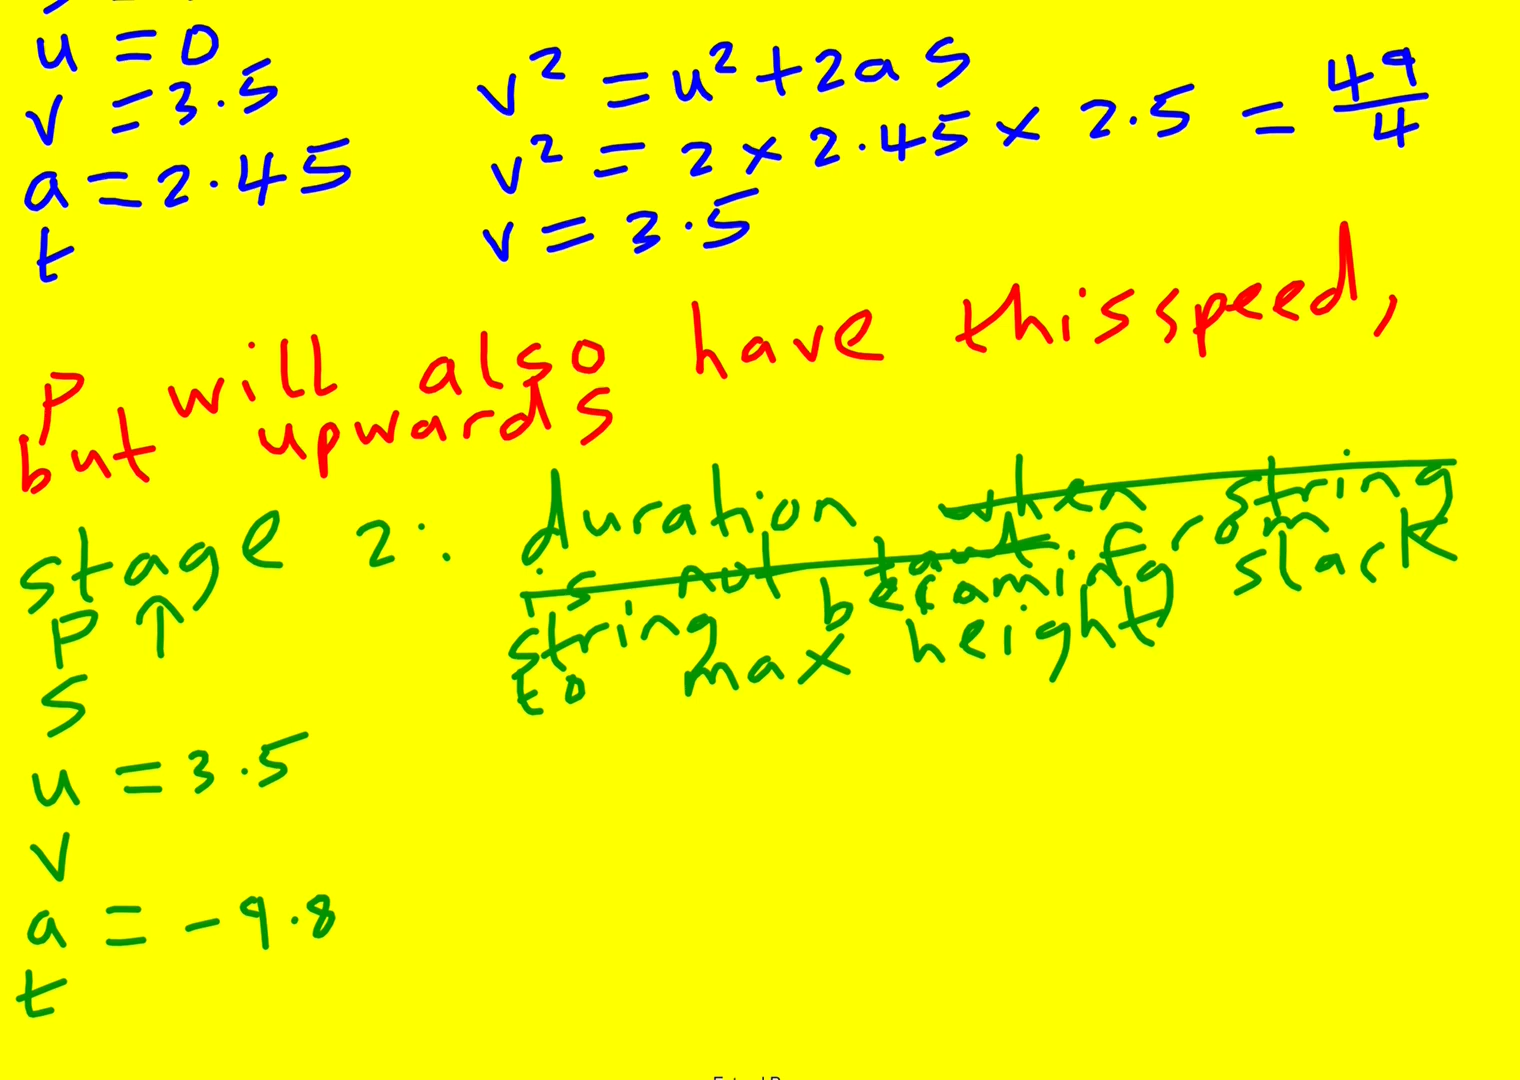 u = 0
v = 3.5
a = 2.45
t
v² = u² + 2as
v² = 2 × 2.45 × 2.5 = 49/4
v = 3.5
P will also have this speed,
but upwards
stage 2: duration when string
is not taut. from
string becaming slack
to max height
P ↑
s
u = 3.5
v
a = -9.8
t